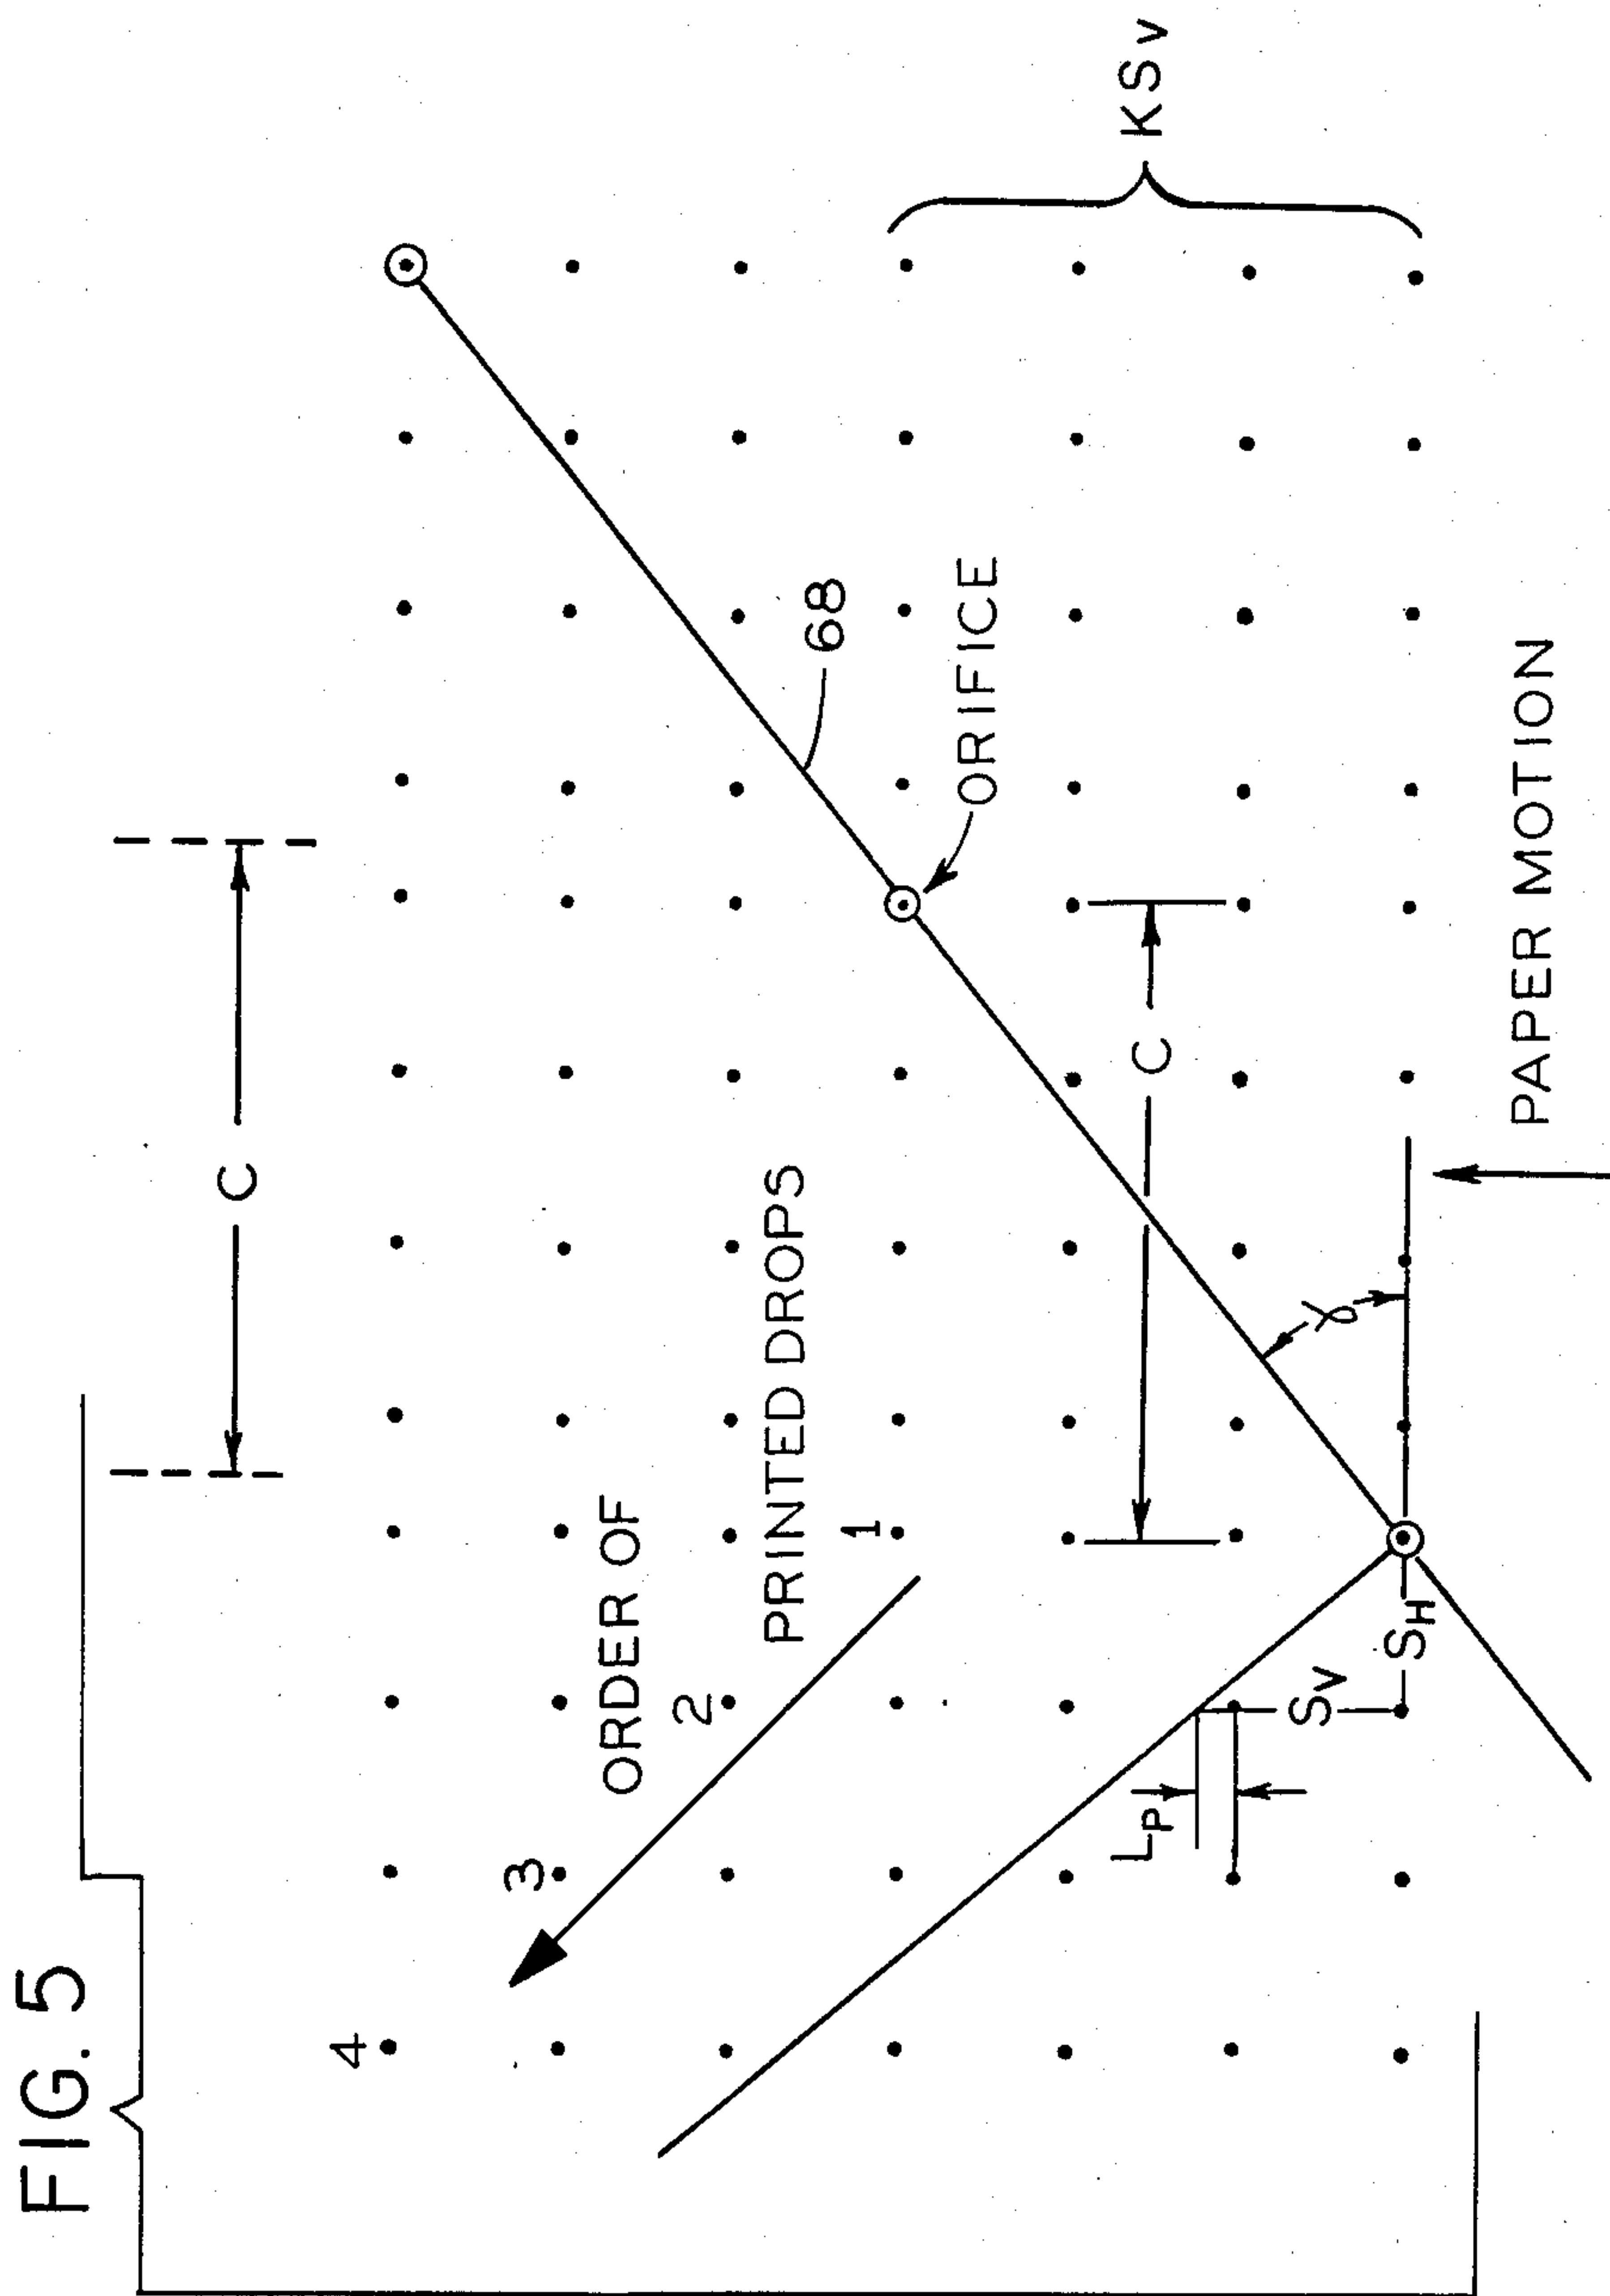 FIG. 5
C
4
3
ORDER OF
2
PRINTED DROPS
1
68
ORIFICE
C
KSV
LP
SV
SH
γ
PAPER MOTION